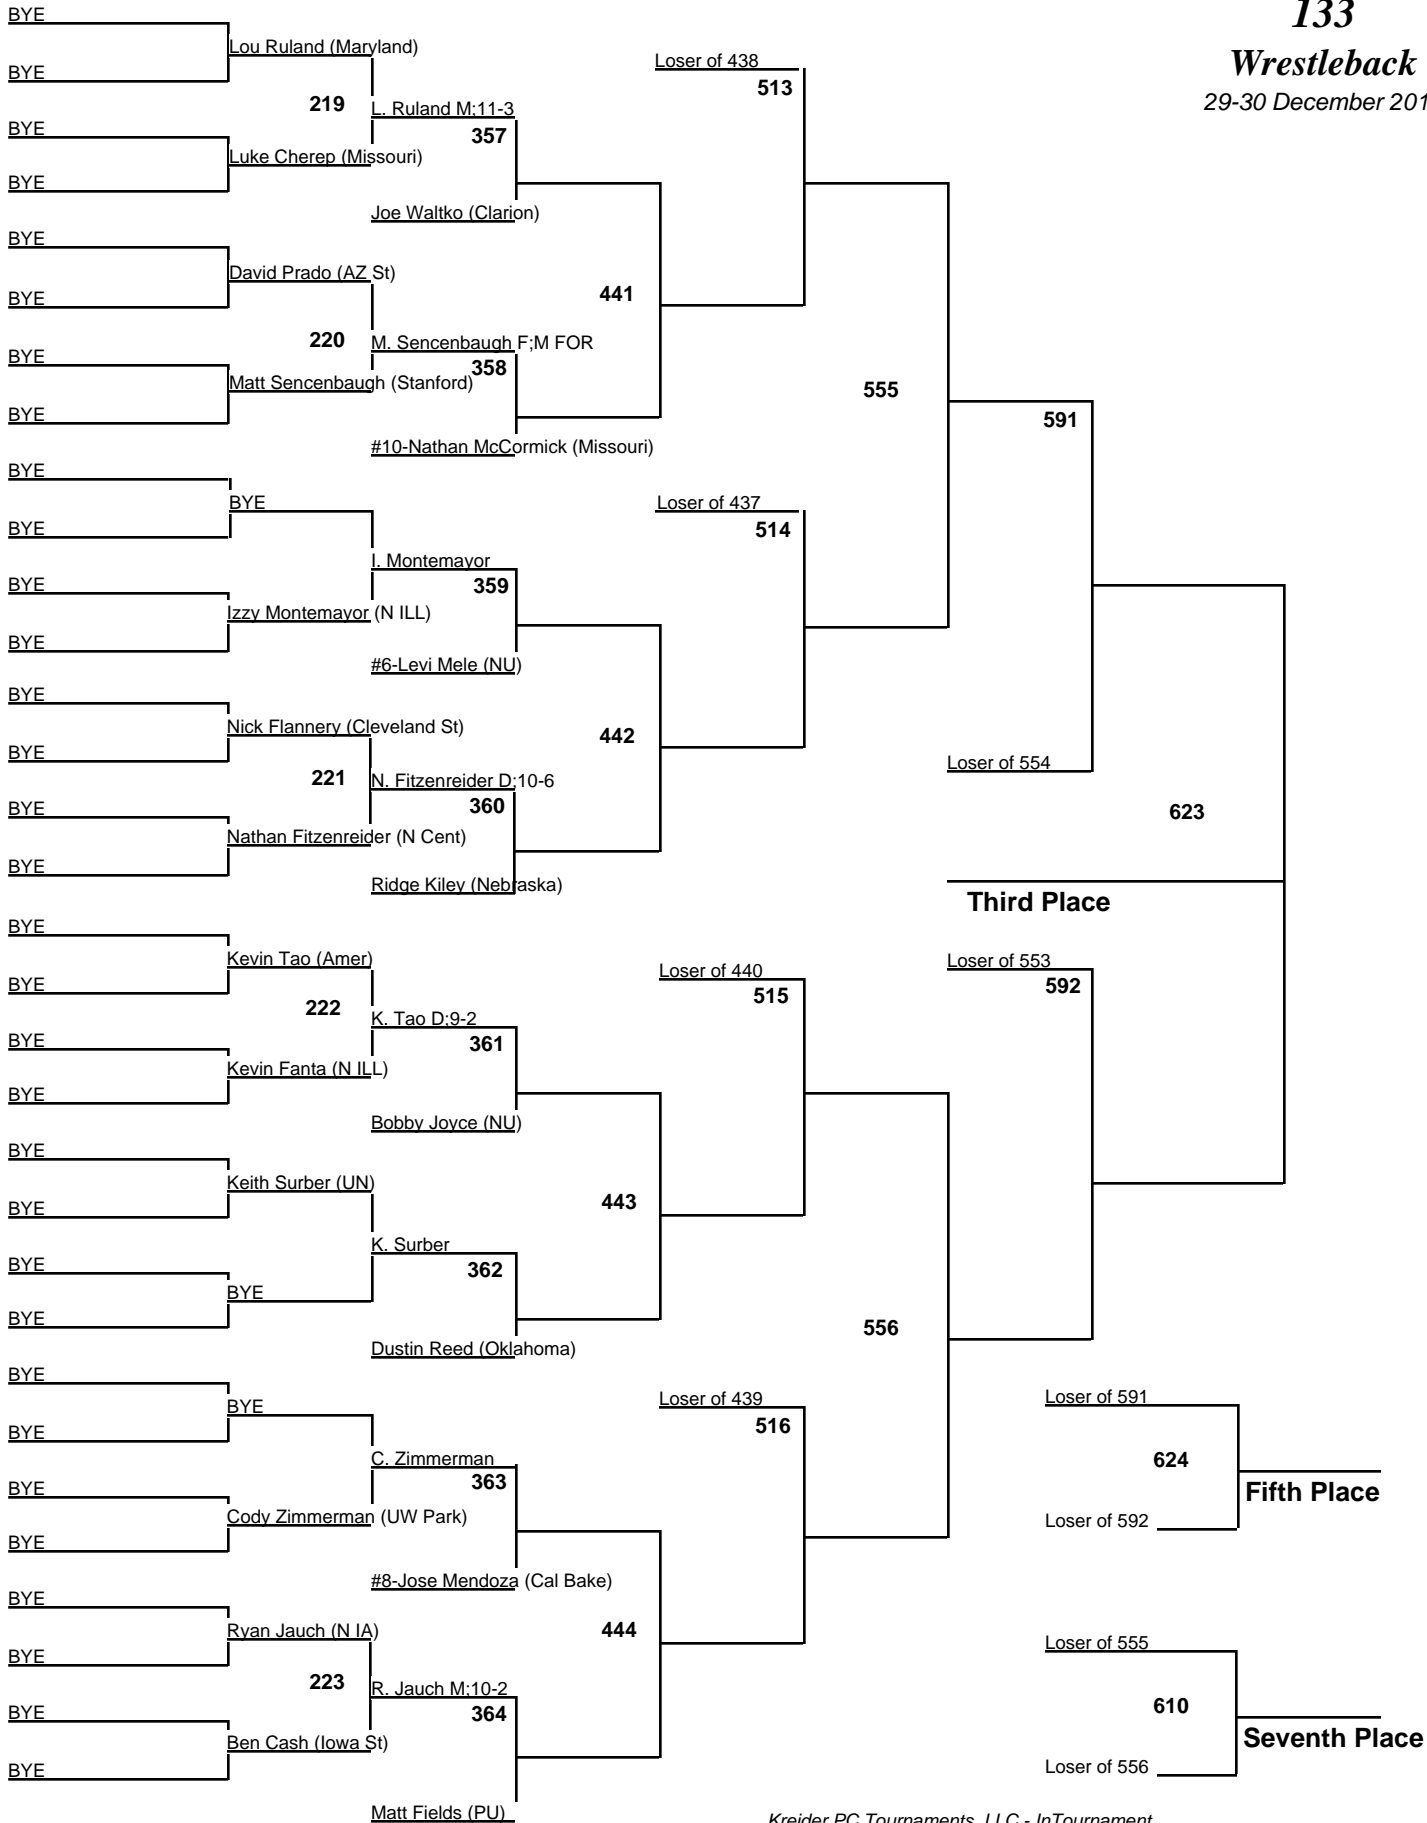 133
Wrestleback
29-30 December 201
BYE
Lou Ruland (Maryland)
BYE
219
L. Ruland M;11-3
357
BYE
Luke Cherep (Missouri)
BYE
Joe Waltko (Clarion)
BYE
David Prado (AZ St)
BYE
220
M. Sencenbaugh F;M FOR
358
BYE
Matt Sencenbaugh (Stanford)
BYE
#10-Nathan McCormick (Missouri)
441
Loser of 438
513
BYE
BYE
BYE
I. Montemayor
359
BYE
Izzy Montemayor (N ILL)
BYE
#6-Levi Mele (NU)
BYE
Nick Flannery (Cleveland St)
BYE
221
N. Fitzenreider D;10-6
360
BYE
Nathan Fitzenreider (N Cent)
BYE
Ridge Kiley (Nebraska)
442
Loser of 437
514
555
591
Loser of 554
623
Third Place
BYE
Kevin Tao (Amer)
BYE
222
K. Tao D;9-2
361
BYE
Kevin Fanta (N ILL)
BYE
Bobby Joyce (NU)
BYE
Keith Surber (UN)
BYE
K. Surber
362
BYE
BYE
BYE
Dustin Reed (Oklahoma)
443
Loser of 440
515
Loser of 553
592
556
BYE
BYE
BYE
C. Zimmerman
363
BYE
Cody Zimmerman (UW Park)
BYE
#8-Jose Mendoza (Cal Bake)
BYE
Ryan Jauch (N IA)
BYE
223
R. Jauch M;10-2
364
BYE
Ben Cash (Iowa St)
BYE
Matt Fields (PU)
444
Loser of 439
516
Loser of 591
624
Fifth Place
Loser of 592
Loser of 555
610
Seventh Place
Loser of 556
Kreider PC Tournaments, LLC - InTournament